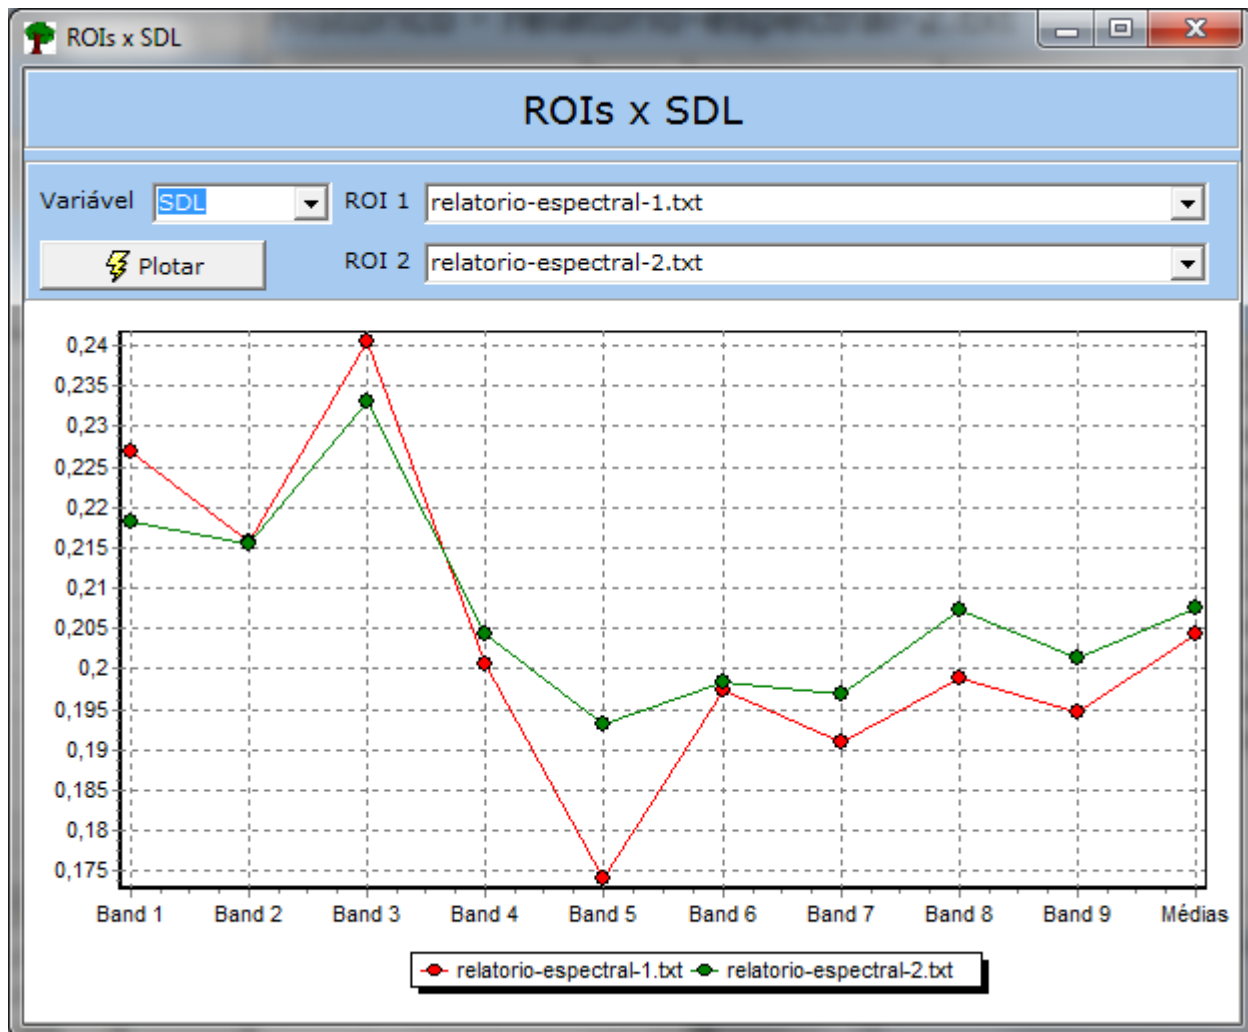 ROIs x SDL
ROIs x SDL
Variável SDL ROI 1 relatorio-espectral-1.txt
Plotar ROI 2 relatorio-espectral-2.txt
0,24
0,235
0,23
0,225
0,22
0,215
0,21
0,205
0,2
0,195
0,19
0,185
0,18
0,175
Band 1 Band 2 Band 3 Band 4 Band 5 Band 6 Band 7 Band 8 Band 9 Médias
relatorio-espectral-1.txt relatorio-espectral-2.txt